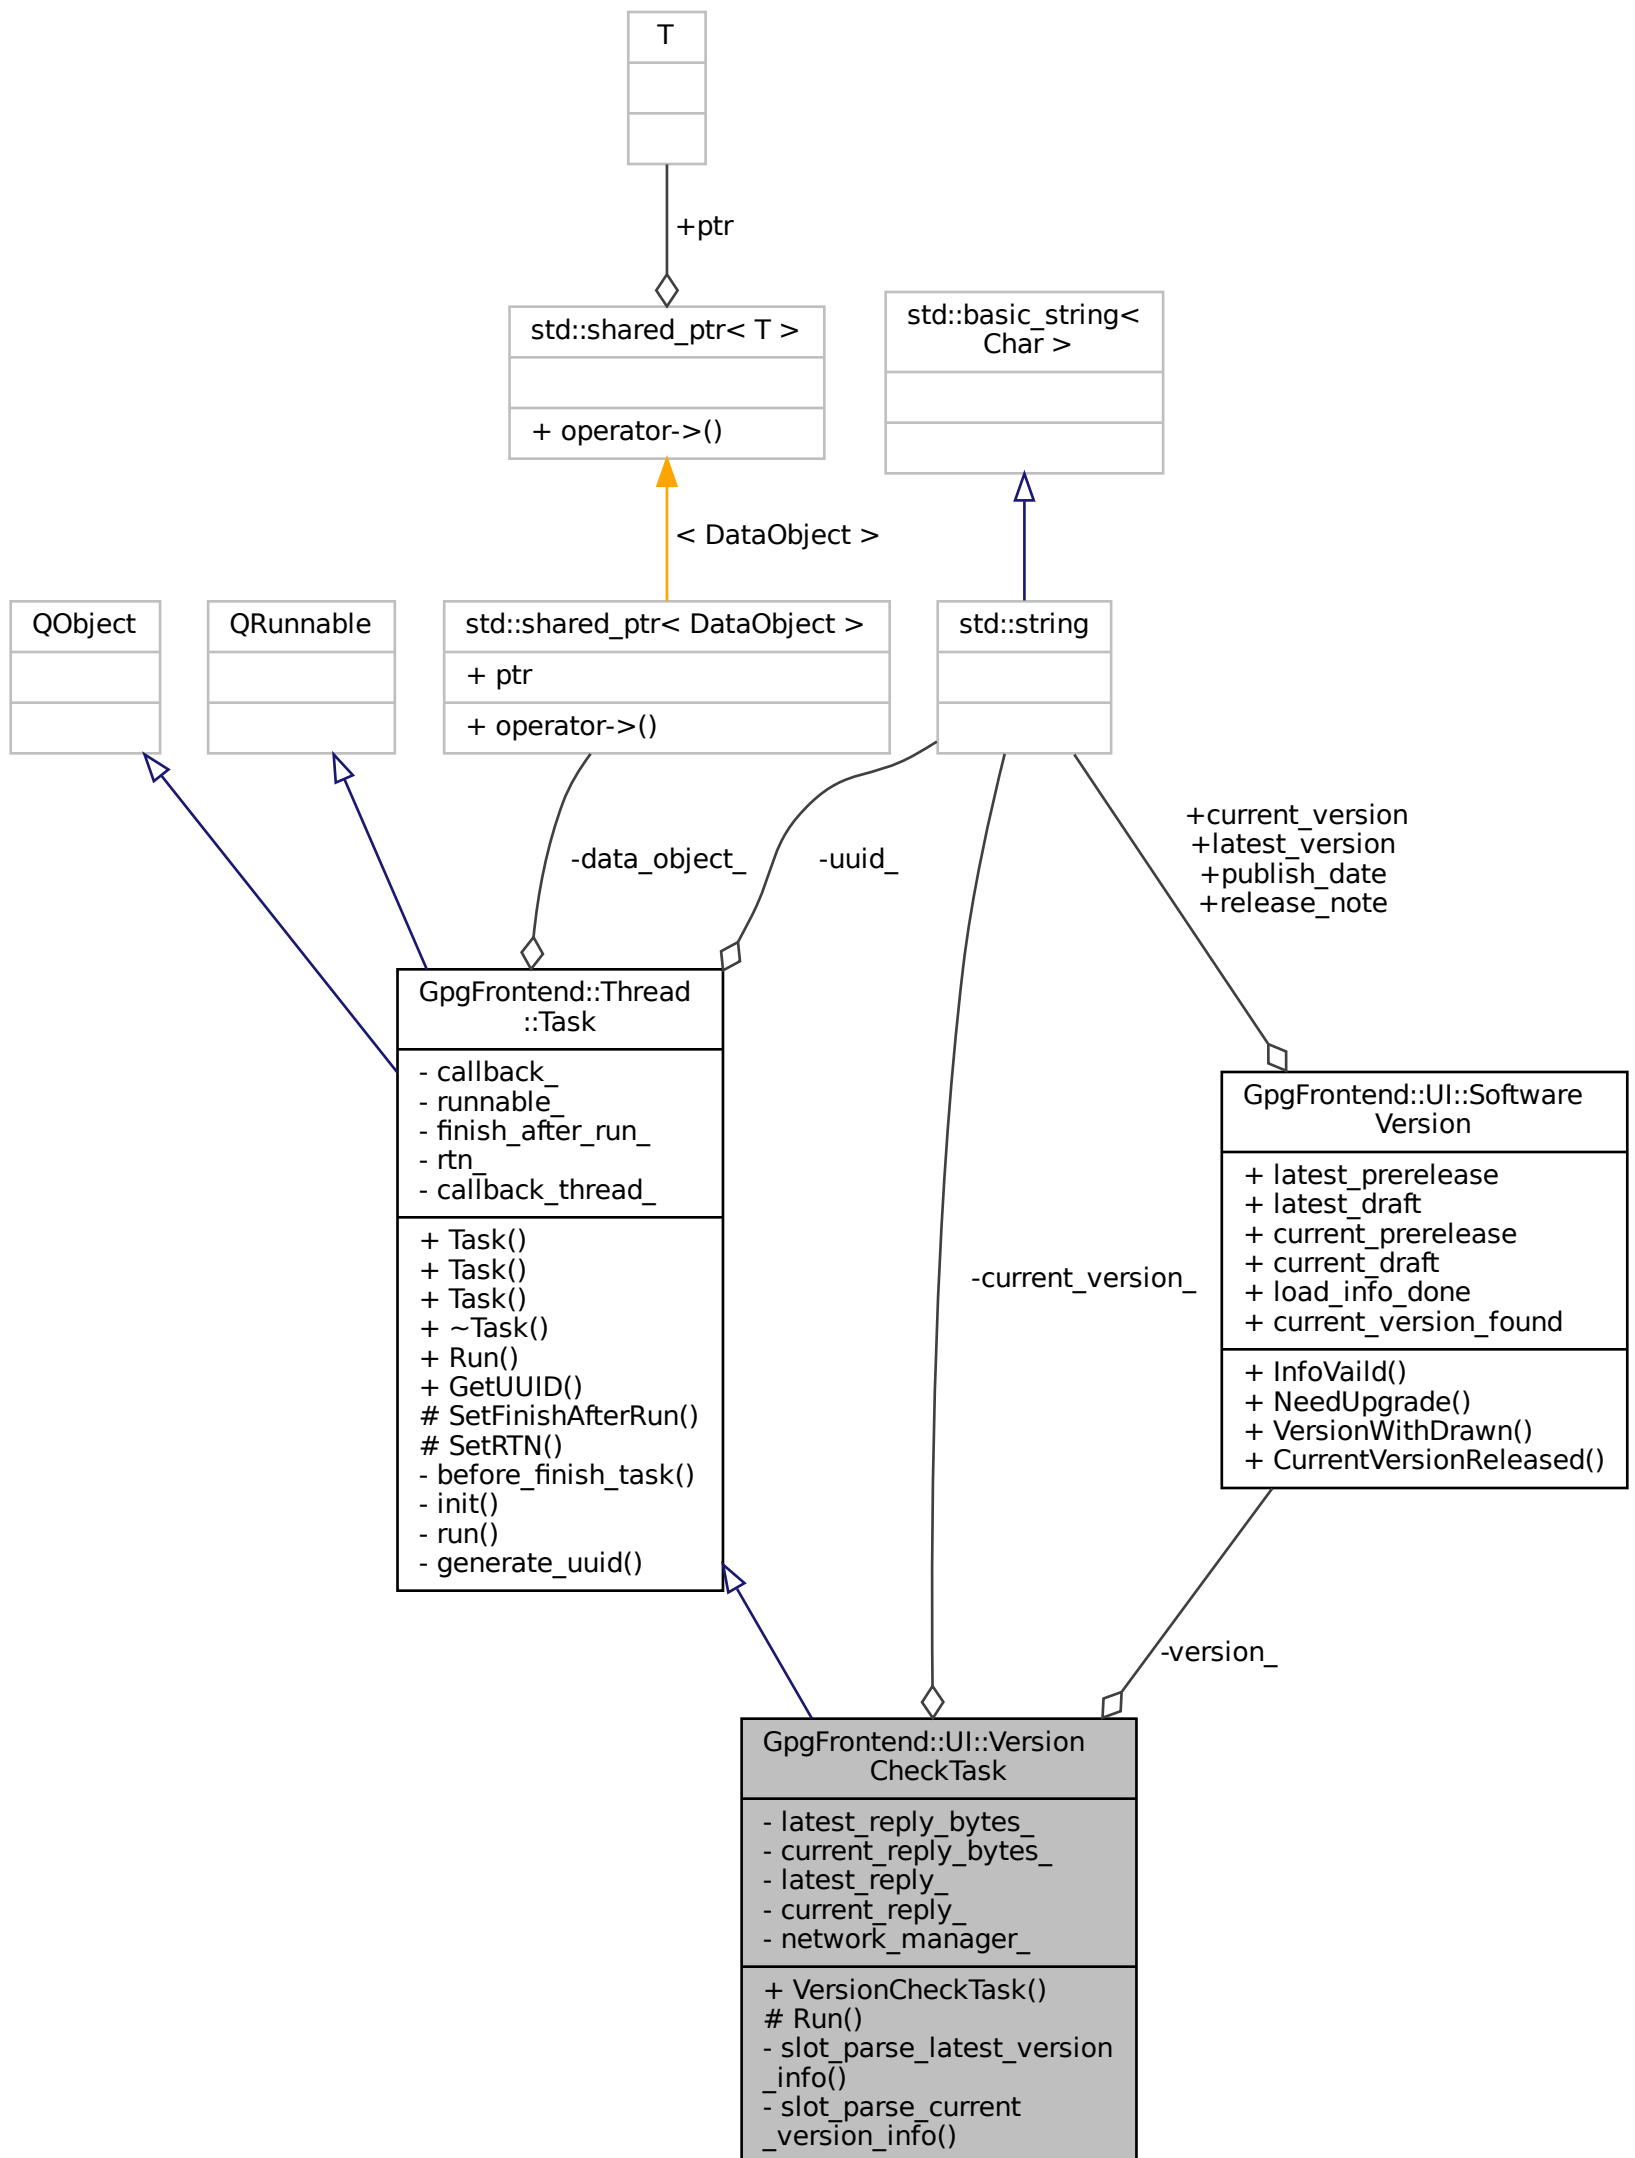 T
+ptr
std::shared_ptr< T >
+ operator->()
std::basic_string<
Char >
< DataObject >
QObject
QRunnable
std::shared_ptr< DataObject >
+ ptr
+ operator->()
std::string
-data_object_
-uuid_
+current_version
+latest_version
+publish_date
+release_note
GpgFrontend::Thread
::Task
- callback_
- runnable_
- finish_after_run_
- rtn_
- callback_thread_
+ Task()
+ Task()
+ Task()
+ ~Task()
+ Run()
+ GetUUID()
# SetFinishAfterRun()
# SetRTN()
- before_finish_task()
- init()
- run()
- generate_uuid()
-current_version_
GpgFrontend::UI::Software
Version
+ latest_prerelease
+ latest_draft
+ current_prerelease
+ current_draft
+ load_info_done
+ current_version_found
+ InfoVaild()
+ NeedUpgrade()
+ VersionWithDrawn()
+ CurrentVersionReleased()
-version_
GpgFrontend::UI::Version
CheckTask
- latest_reply_bytes_
- current_reply_bytes_
- latest_reply_
- current_reply_
- network_manager_
+ VersionCheckTask()
# Run()
- slot_parse_latest_version
_info()
- slot_parse_current
_version_info()